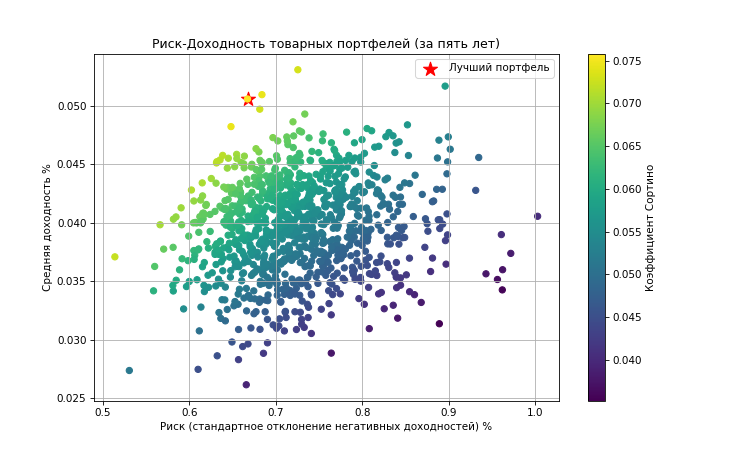 Риск-Доходность товарных портфелей (за пять лет)
Лучший портфель
Средняя доходность %
0.050
0.045
0.040
0.035
0.030
0.025
0.5 0.6 0.7 0.8 0.9 1.0
Риск (стандартное отклонение негативных доходностей) %
0.075
0.070
0.065
0.060
0.055
0.050
0.045
0.040
Коэффициент Сортино